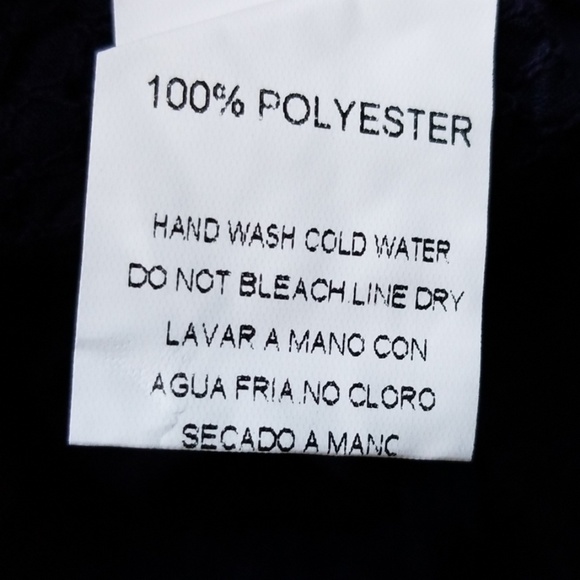 100% POLYESTER
HAND WASH COLD WATER
DO NOT BLEACH.LINE DRY
LAVAR A MANO CON
AGUA FRIA.NO CLORO
SECADO A MANO